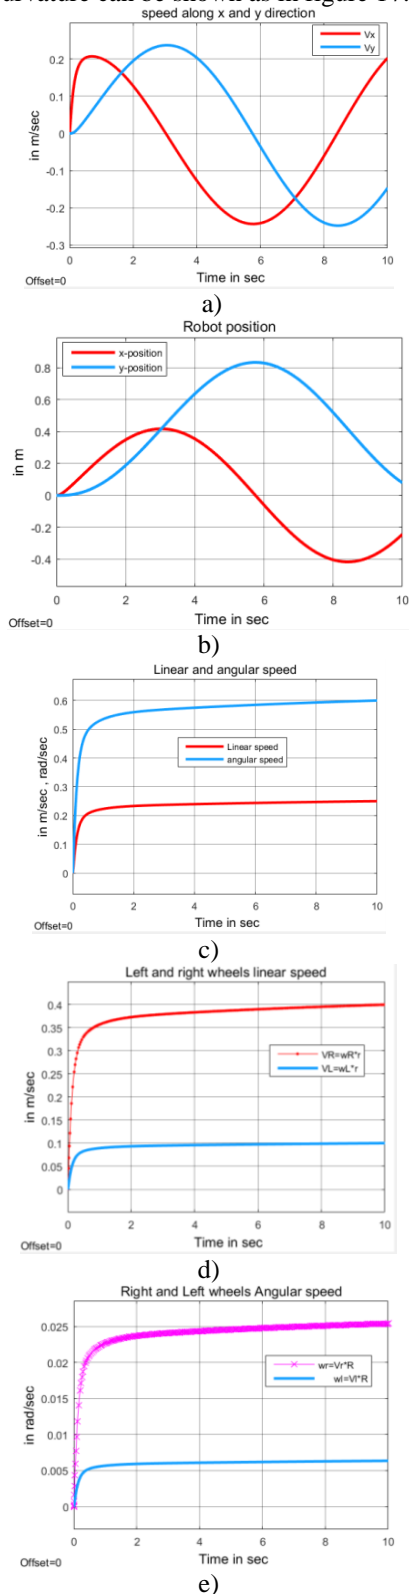 urvature can be shown as in figure 17.
speed along x and y direction
Vx
Vy
0.2
0.1
0
-0.1
-0.2
-0.3
in m/sec
0 2 4 6 8 10
Time in sec
Offset=0
a)
Robot position
x-position
y-position
0.8
0.6
0.4
0.2
0
-0.2
-0.4
in m
0 2 4 6 8 10
Time in sec
Offset=0
b)
Linear and angular speed
Linear speed
angular speed
0.6
0.5
0.4
0.3
0.2
0.1
0
in m/sec , rad/sec
0 2 4 6 8 10
Time in sec
Offset=0
c)
Left and right wheels linear speed
VR=wR*r
VL=wL*r
0.4
0.35
0.3
0.25
0.2
0.15
0.1
0.05
0
in m/sec
0 2 4 6 8 10
Time in sec
Offset=0
d)
Right and Left wheels Angular speed
wr=Vr*R
wl=Vl*R
0.025
0.02
0.015
0.01
0.005
0
in rad/sec
0 2 4 6 8 10
Time in sec
Offset=0
e)